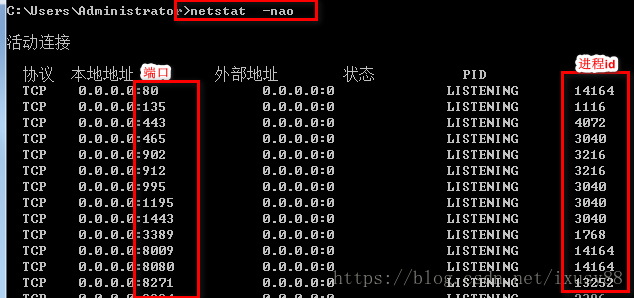 C:\Users\Administrator>netstat -nao
活动连接
协议 本地地址 端口 外部地址 状态 PID 进程id
TCP 0.0.0.0:80 0.0.0.0:0 LISTENING 14164
TCP 0.0.0.0:135 0.0.0.0:0 LISTENING 1116
TCP 0.0.0.0:443 0.0.0.0:0 LISTENING 4072
TCP 0.0.0.0:465 0.0.0.0:0 LISTENING 3040
TCP 0.0.0.0:902 0.0.0.0:0 LISTENING 3216
TCP 0.0.0.0:912 0.0.0.0:0 LISTENING 3216
TCP 0.0.0.0:995 0.0.0.0:0 LISTENING 3040
TCP 0.0.0.0:1195 0.0.0.0:0 LISTENING 3040
TCP 0.0.0.0:1443 0.0.0.0:0 LISTENING 3040
TCP 0.0.0.0:3389 0.0.0.0:0 LISTENING 1768
TCP 0.0.0.0:8009 0.0.0.0:0 LISTENING 14164
TCP 0.0.0.0:8080 0.0.0.0:0 LISTENING 14164
TCP 0.0.0.0:8271 0.0.0.0:0 LISTENING 13252
https://blog.csdn.net/ixusy88